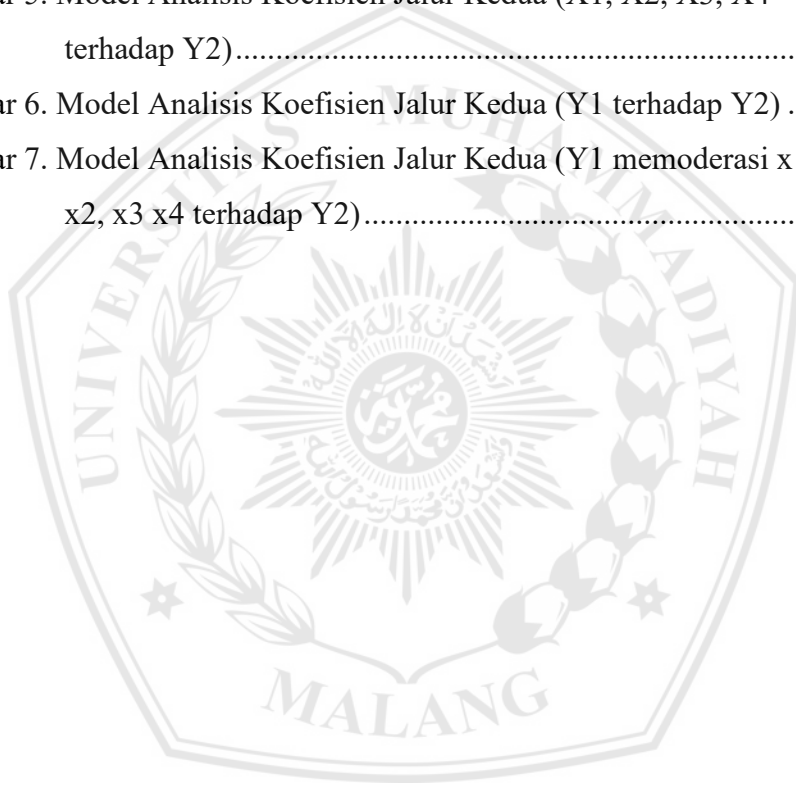 ar 5. Model Analisis Koefisien Jalur Kedua (X1, X2, X3, X4
terhadap Y2)......................................................................
ar 6. Model Analisis Koefisien Jalur Kedua (Y1 terhadap Y2) .
ar 7. Model Analisis Koefisien Jalur Kedua (Y1 memoderasi x
x2, x3 x4 terhadap Y2)......................................................
UNIVERSITAS MUHAMMADIYAH
MALANG